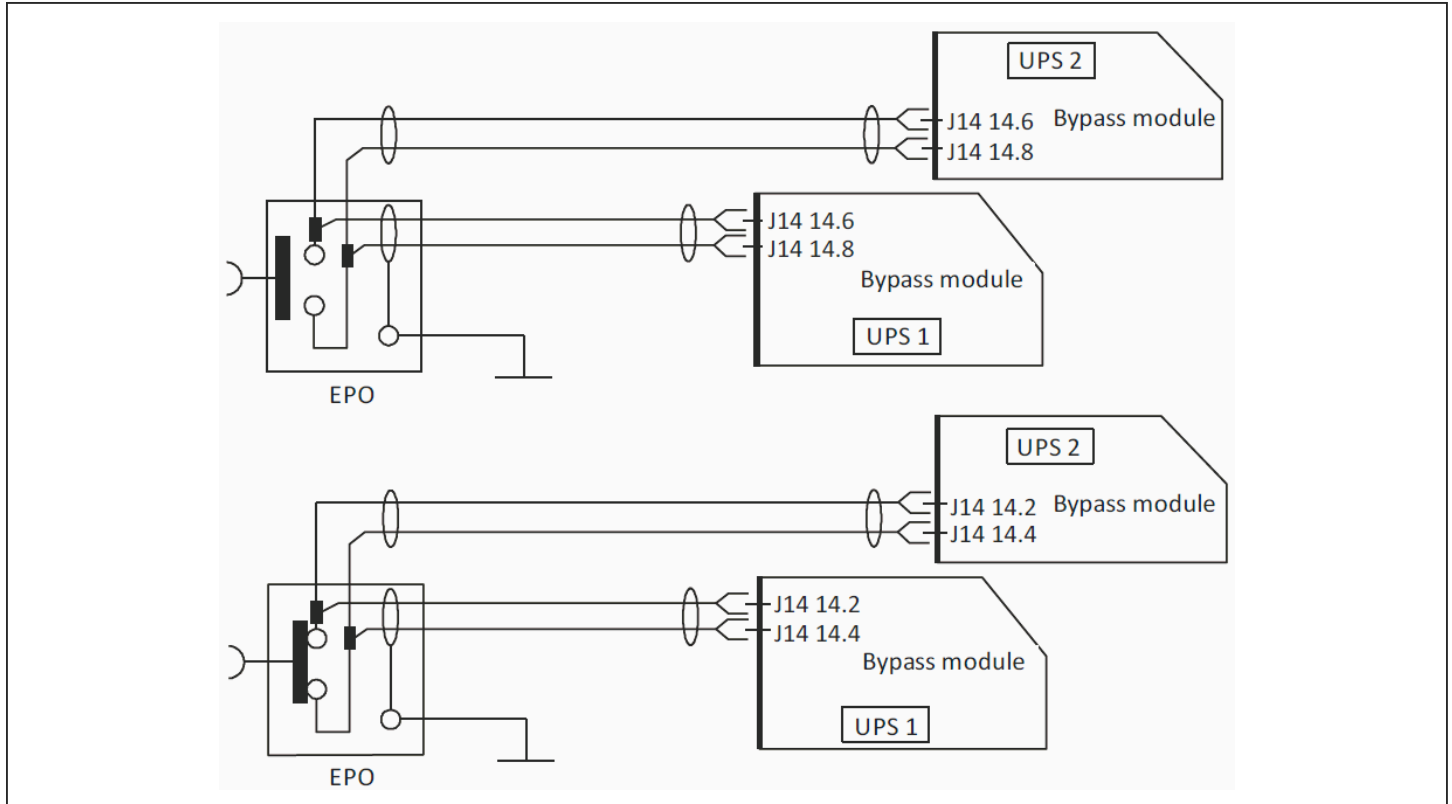 UPS 2
J14 14.6 Bypass module
J14 14.8
J14 14.6
J14 14.8
Bypass module
UPS 1
EPO
UPS 2
J14 14.2 Bypass module
J14 14.4
J14 14.2
J14 14.4
Bypass module
UPS 1
EPO